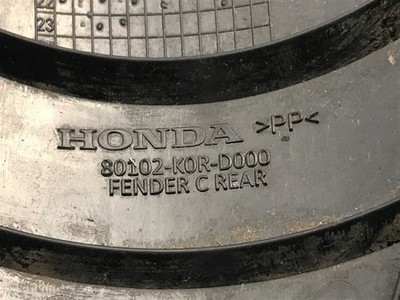 22
23
HONDA >PP<
80102-K0R-D000
FENDER C REAR